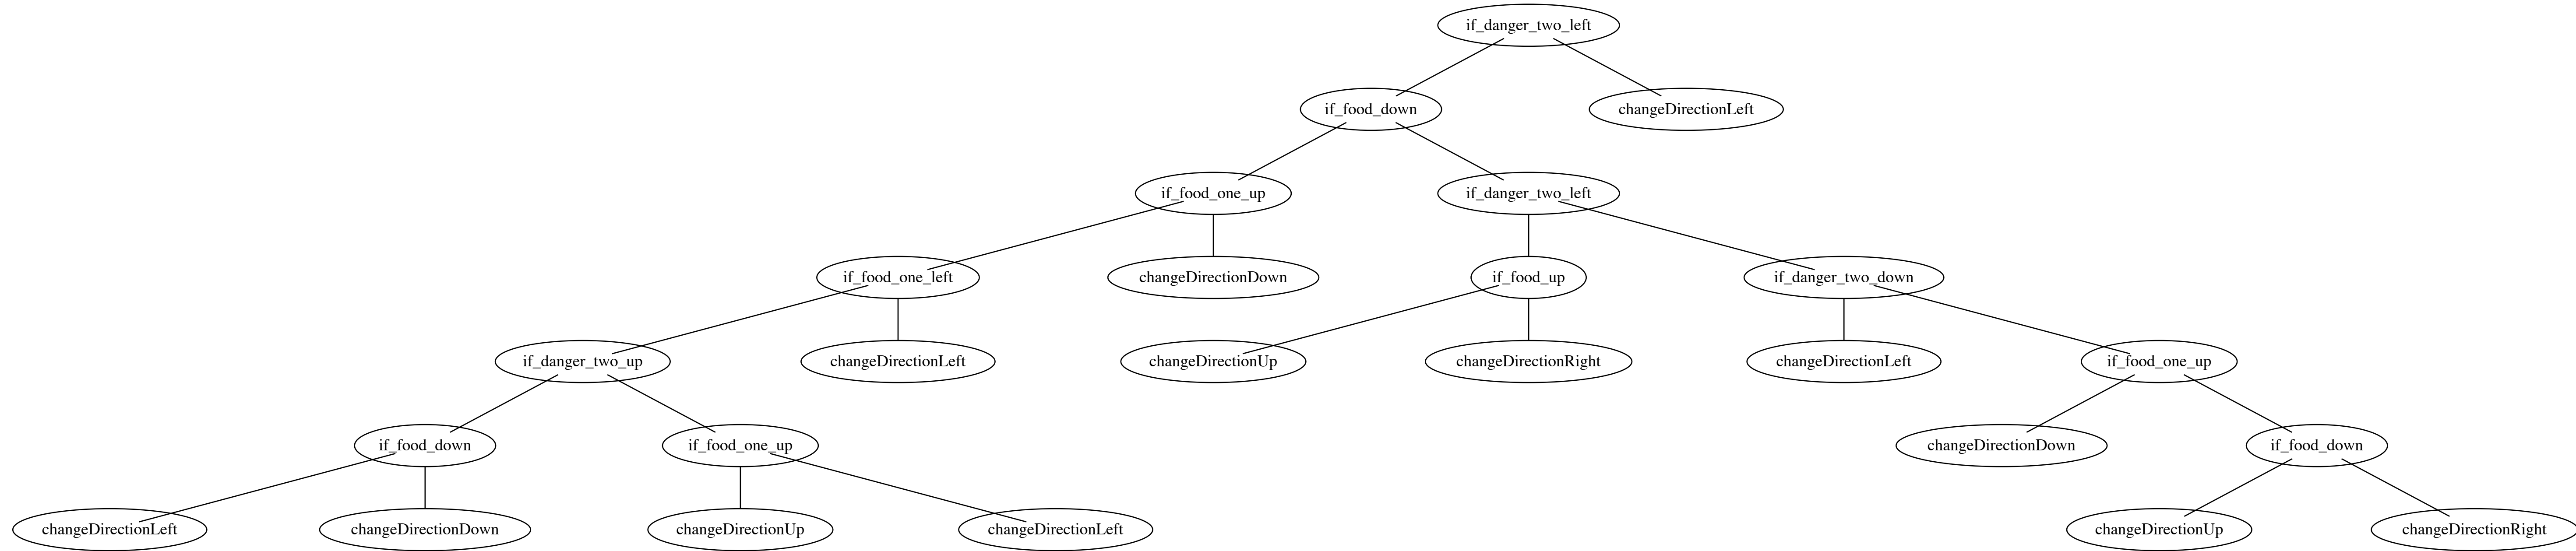 if_danger_two_left
if_food_down
changeDirectionLeft
if_food_one_up
if_danger_two_left
if_food_one_left
changeDirectionDown
if_food_up
if_danger_two_down
if_danger_two_up
changeDirectionLeft
changeDirectionUp
changeDirectionRight
changeDirectionLeft
if_food_one_up
if_food_down
if_food_one_up
changeDirectionDown
if_food_down
changeDirectionLeft
changeDirectionDown
changeDirectionUp
changeDirectionLeft
changeDirectionUp
changeDirectionRight